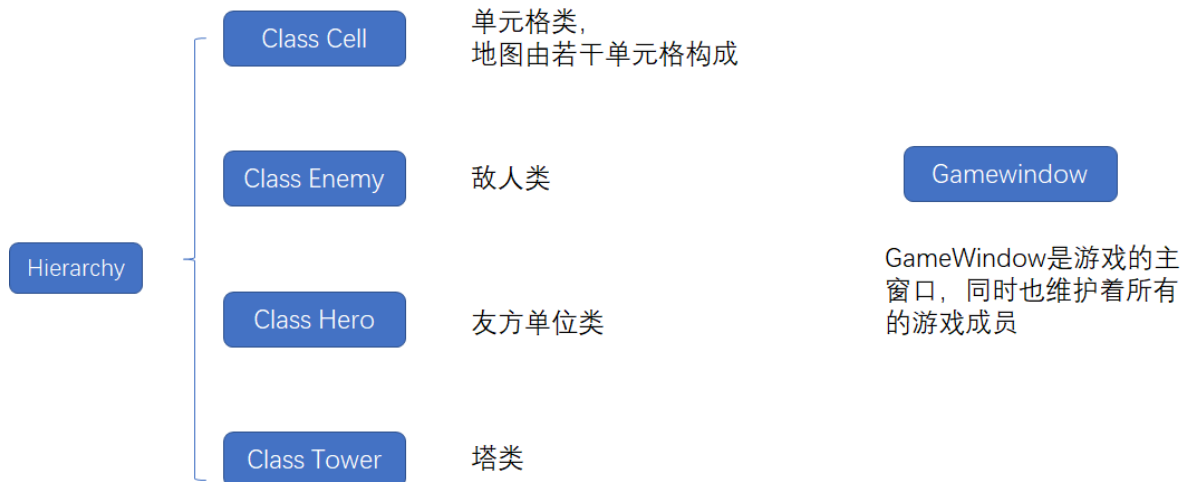 Class Cell
单元格类，
地图由若干单元格构成
Class Enemy
敌人类
Gamewindow
Hierarchy
GameWindow是游戏的主
窗口，同时也维护着所有
的游戏成员
Class Hero
友方单位类
Class Tower
塔类